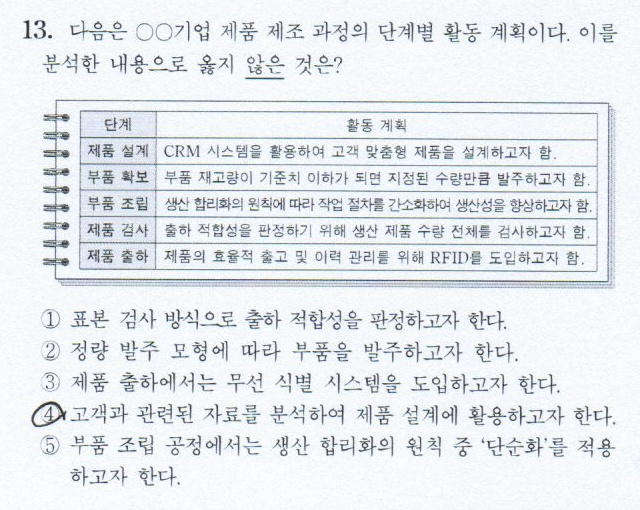 13. 다음은 ○○기업 제품 제조 과정의 단계별 활동 계획이다. 이를
분석한 내용으로 옳지 않은 것은?
단계 활동 계획
제품 설계 CRM 시스템을 활용하여 고객 맞춤형 제품을 설계하고자 함.
부품 확보 부품 재고량이 기준치 이하가 되면 지정된 수량만큼 발주하고자 함.
부품 조립 생산 합리화의 원칙에 따라 작업 절차를 간소화하여 생산성을 향상하고자 함.
제품 검사 출하 적합성을 판정하기 위해 생산 제품 수량 전체를 검사하고자 함.
제품 출하 제품의 효율적 출고 및 이력 관리를 위해 RFID를 도입하고자 함.
① 표본 검사 방식으로 출하 적합성을 판정하고자 한다.
② 정량 발주 모형에 따라 부품을 발주하고자 한다.
③ 제품 출하에서는 무선 식별 시스템을 도입하고자 한다.
④ 고객과 관련된 자료를 분석하여 제품 설계에 활용하고자 한다.
⑤ 부품 조립 공정에서는 생산 합리화의 원칙 중 ‘단순화’를 적용
하고자 한다.